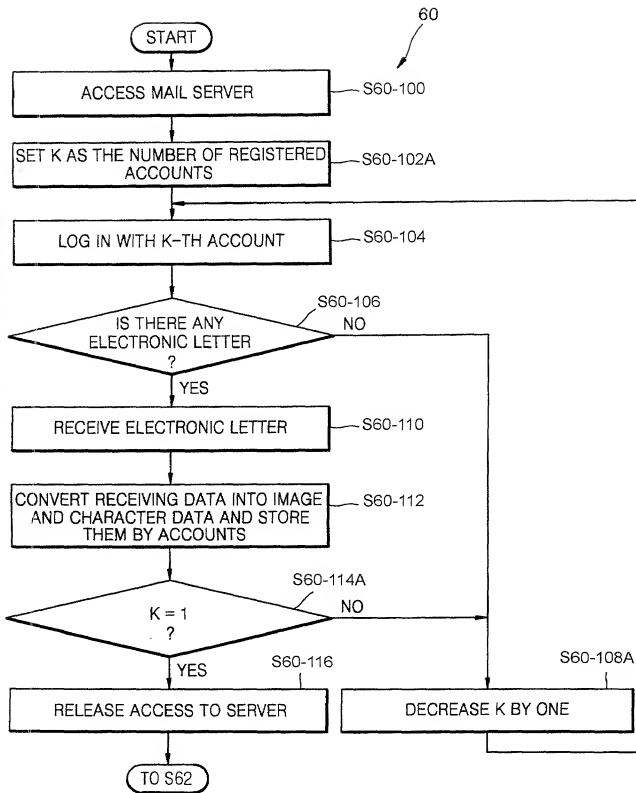 START
60
ACCESS MAIL SERVER
S60-100
SET K AS THE NUMBER OF REGISTERED
ACCOUNTS
S60-102A
LOG IN WITH K-TH ACCOUNT
S60-104
S60-106
IS THERE ANY
ELECTRONIC LETTER
?
NO
YES
RECEIVE ELECTRONIC LETTER
S60-110
CONVERT RECEIVING DATA INTO IMAGE
AND CHARACTER DATA AND STORE
THEM BY ACCOUNTS
S60-112
S60-114A
K = 1
?
NO
YES
S60-116
S60-108A
RELEASE ACCESS TO SERVER
DECREASE K BY ONE
TO S62